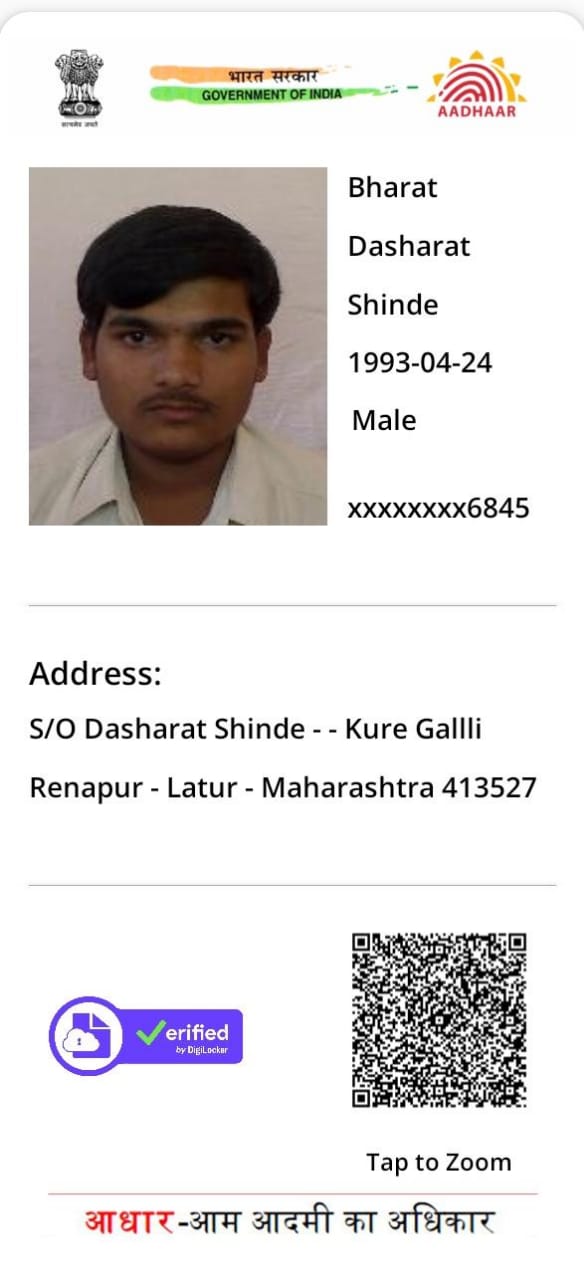 भारत सरकार
GOVERNMENT OF INDIA
AADHAAR
सत्यमेव जयते
Bharat
Dasharat
Shinde
1993-04-24
Male
xxxxxxxx6845
Address:
S/O Dasharat Shinde - - Kure Gallli
Renapur - Latur - Maharashtra 413527
erified
by DigiLocker
Tap to Zoom
आधार-आम आदमी का अधिकार